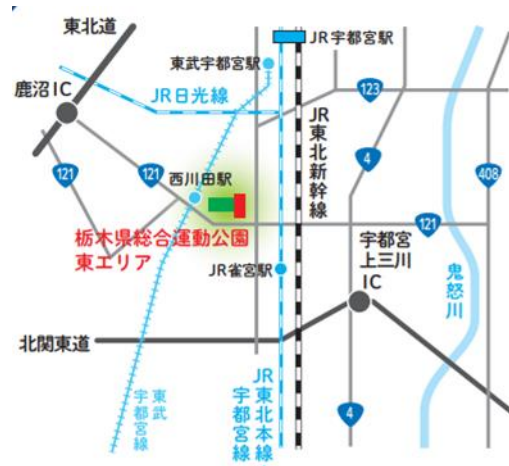 東北道
JR宇都宮駅
東武宇都宮駅
鹿沼IC
JR日光線
123
JR東北新幹線
4
121
121
408
西川田駅
栃木県総合運動公園
東エリア
121
宇都宮
上三川
IC
JR雀宮駅
鬼怒川
北関東道
東武
宇都宮線
JR東北本線
宇都宮線
4